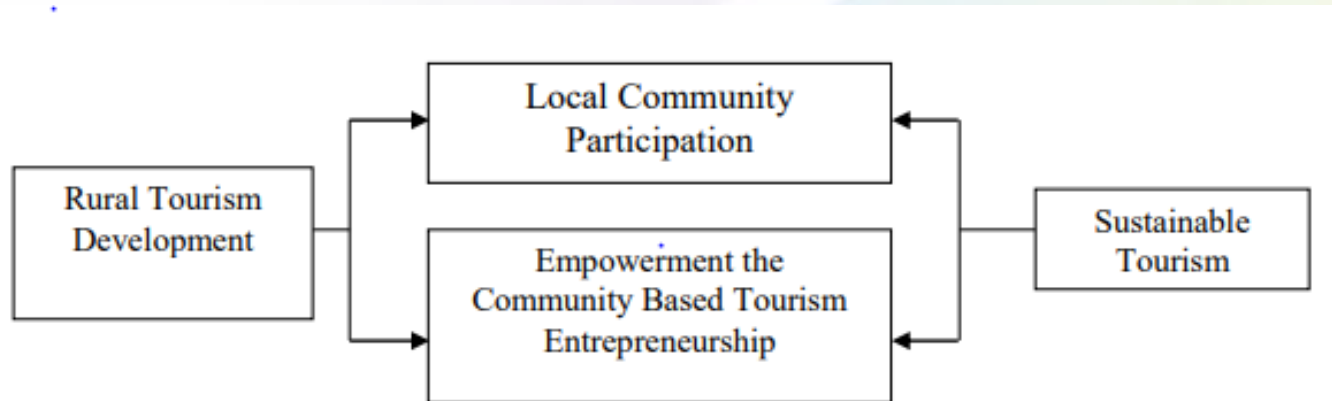 Local Community
Participation
Rural Tourism
Development
Empowerment the
Community Based Tourism
Entrepreneurship
Sustainable
Tourism